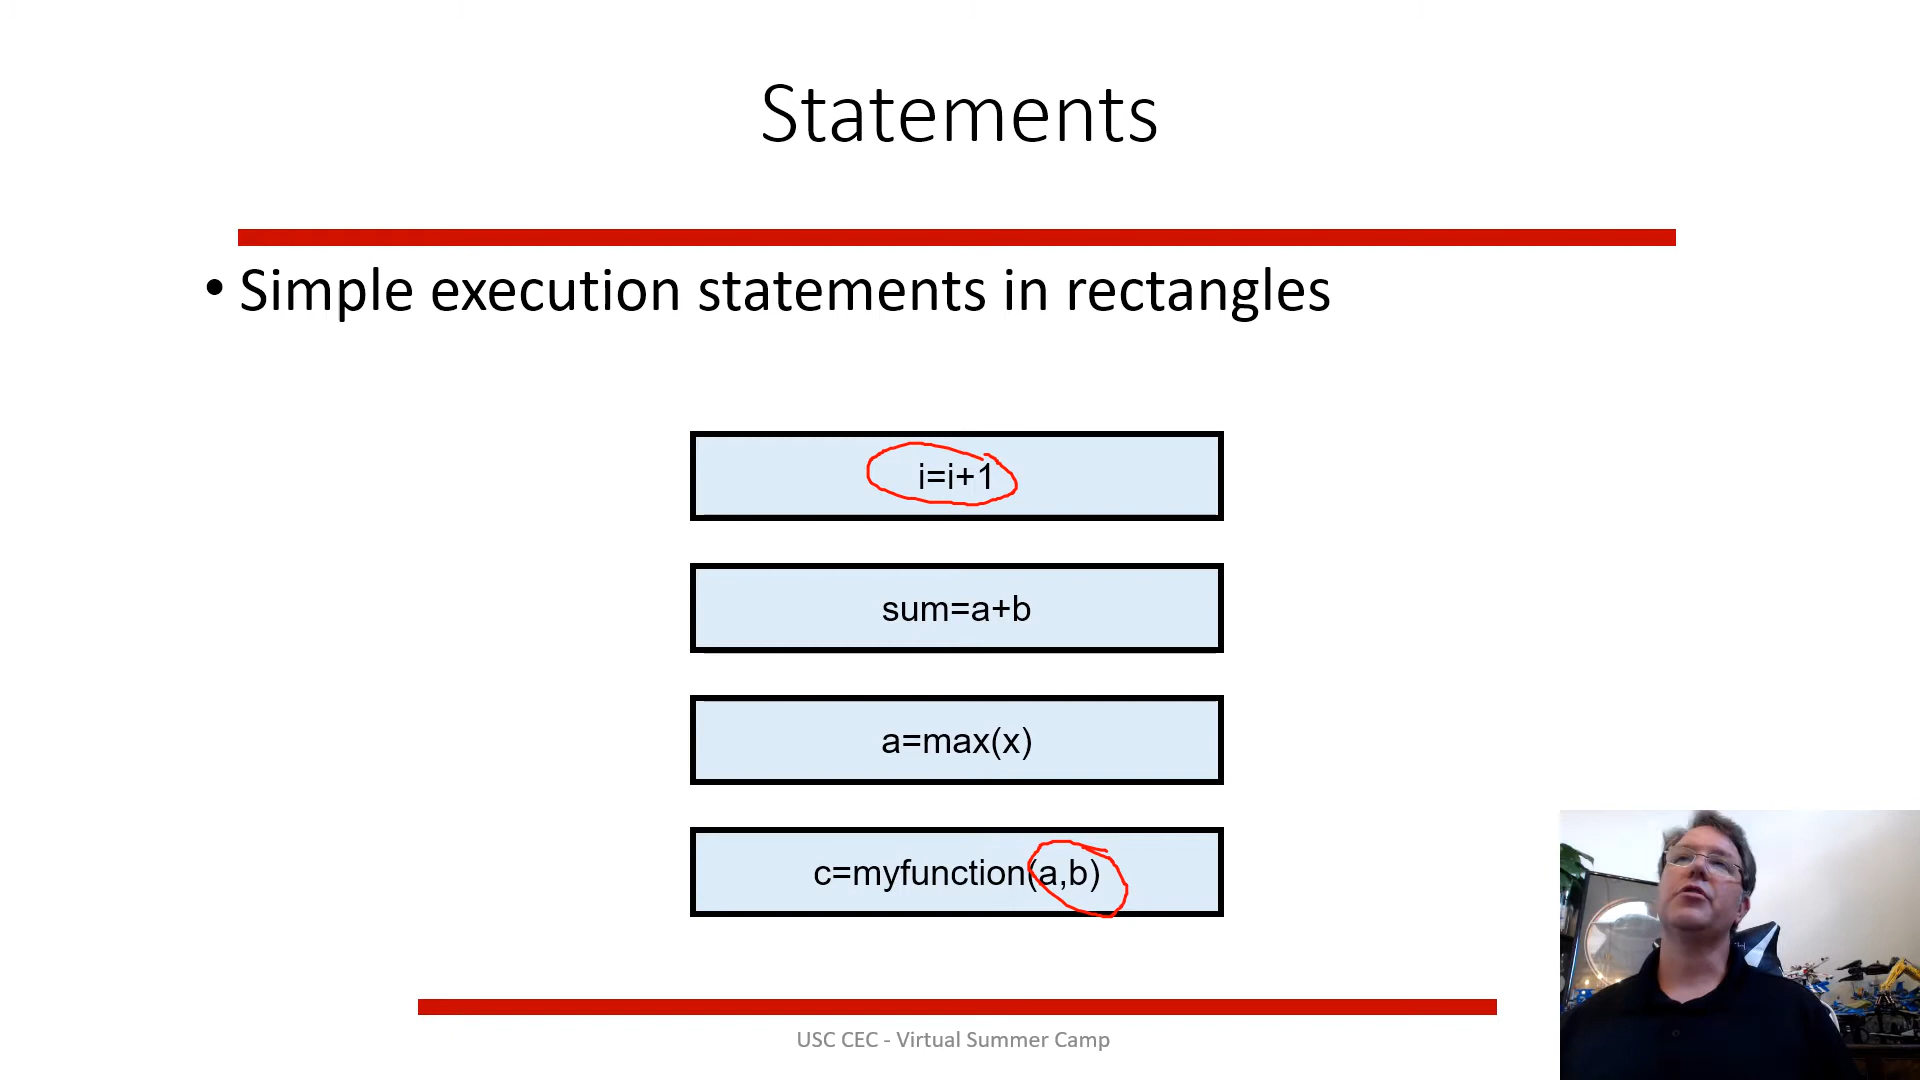 Statements
• Simple execution statements in rectangles
i=i+1
sum=a+b
a=max(x)
c=myfunction(a,b)
USC CEC - Virtual Summer Camp